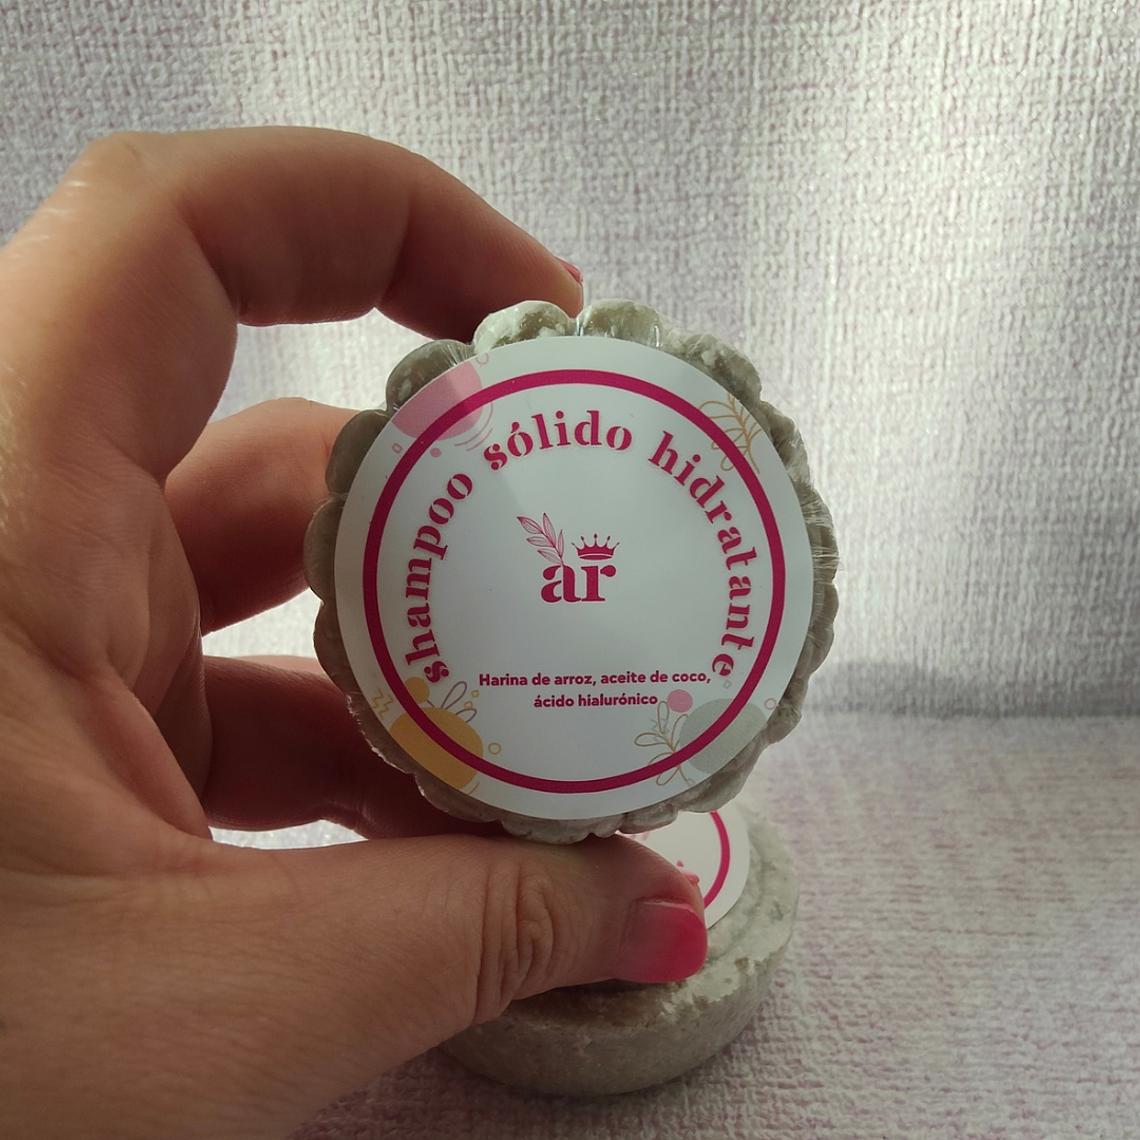 shampoo sólido hidratante
ar
Harina de arroz, aceite de coco,
ácido hialurónico